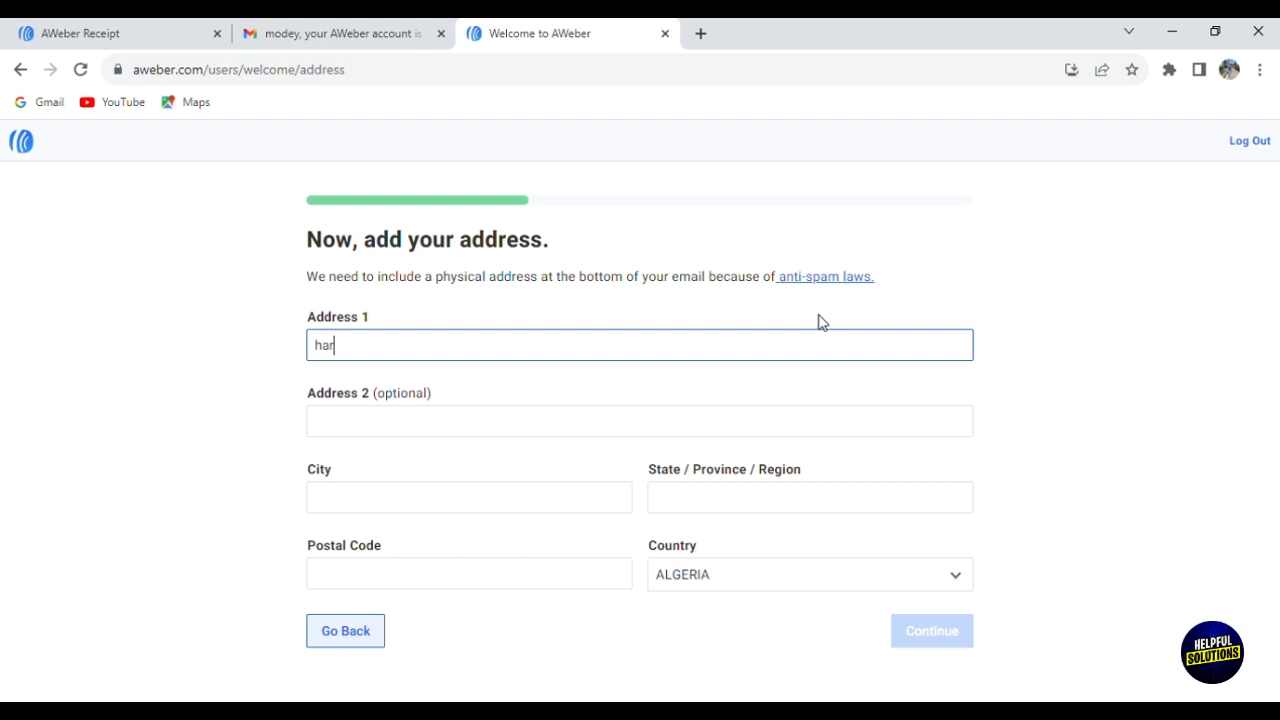 AWeber Receipt
modey, your AWeber account is
Welcome to AWeber
aweber.com/users/welcome/address
Gmail
YouTube
Maps
Log Out
Now, add your address.
We need to include a physical address at the bottom of your email because of anti-spam laws.
Address 1
har
Address 2 (optional)
City
State / Province / Region
Postal Code
Country
ALGERIA
Go Back
Continue
HELPFUL
SOLUTIONS